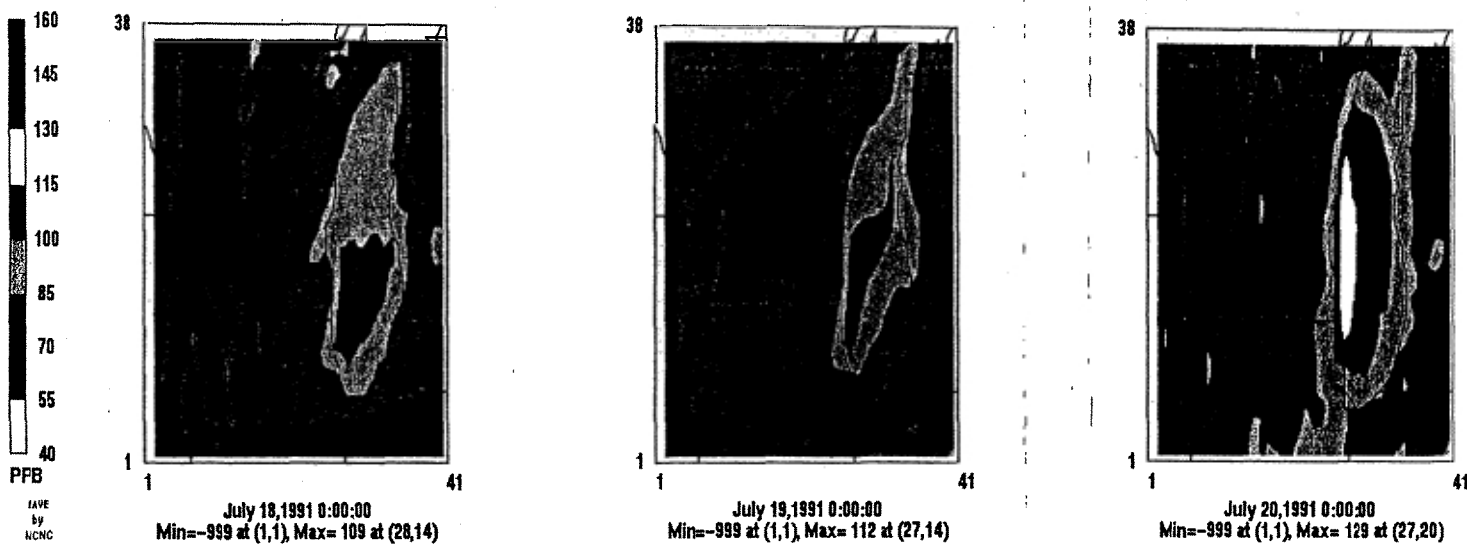 160
145
130
115
100
85
70
55
40
PPB
by
NCNC
38
1
1
41
July 18,1991 0:00:00
Min=-999 at (1,1), Max= 109 at (28,14)
38
1
1
41
July 19,1991 0:00:00
Min=-999 at (1,1), Max= 112 at (27,14)
38
1
1
41
July 20,1991 0:00:00
Min=-999 at (1,1), Max= 129 at (27,20)